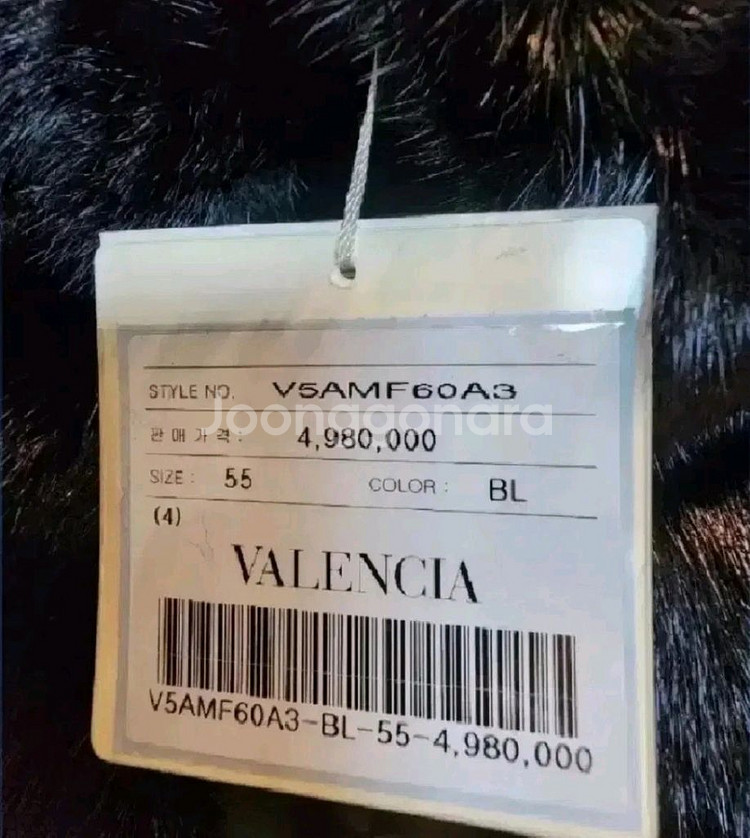 STYLE NO. V5AMF60A3
Joonggonara
판매가격 : 4,980,000
SIZE : 55 COLOR : BL
(4)
VALENCIA
V5AMF60A3-BL-55-4,980,000